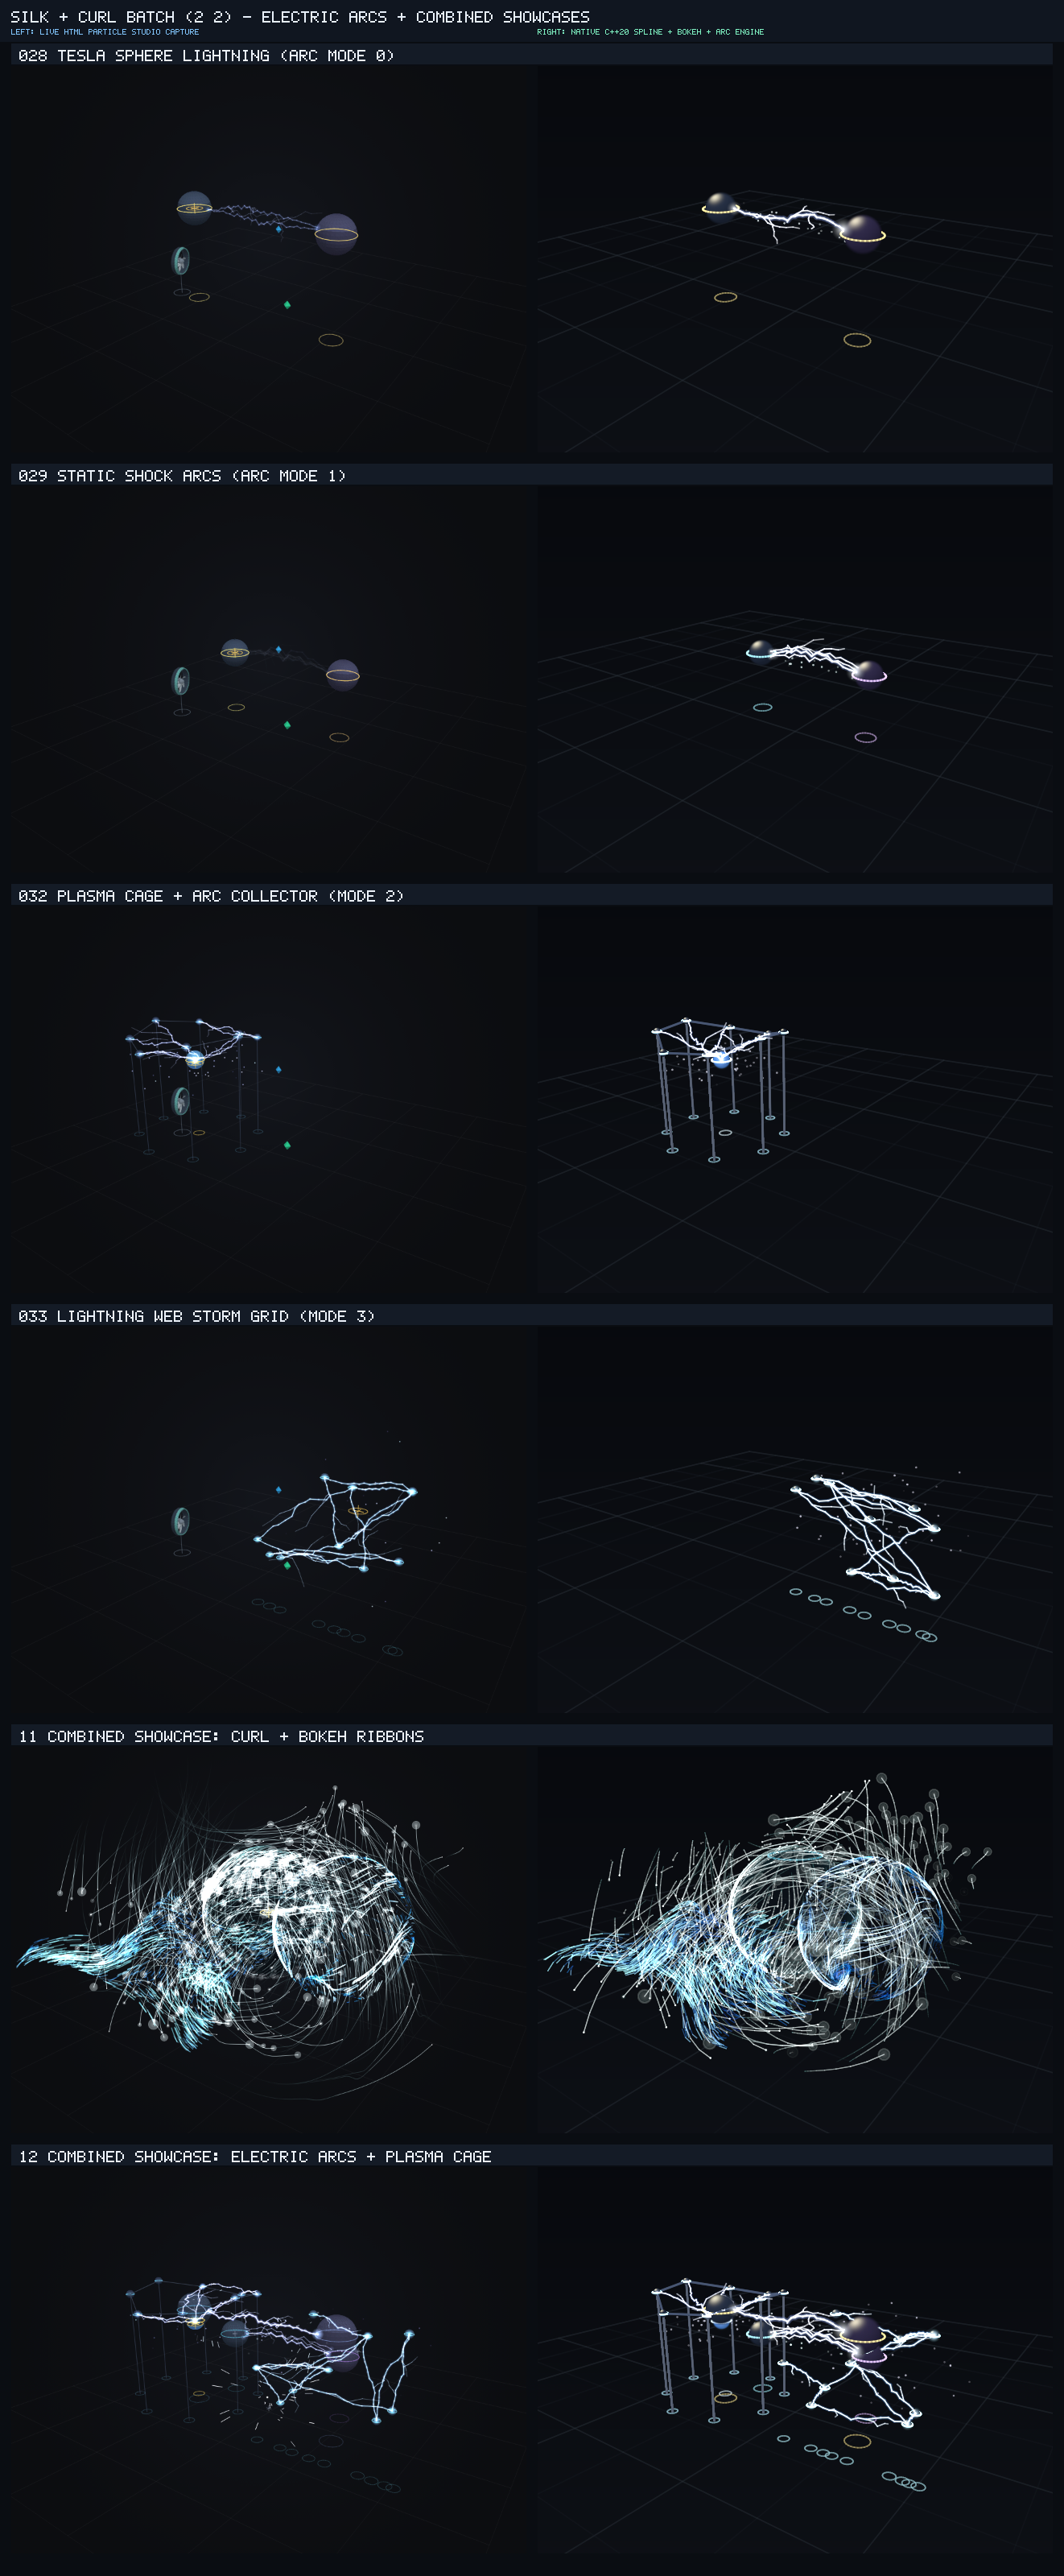 SILK + CURL BATCH (2 2) - ELECTRIC ARCS + COMBINED SHOWCASES
LEFT: LIVE HTML PARTICLE STUDIO CAPTURE
RIGHT: NATIVE C++20 SPLINE + BOKEH + ARC ENGINE
028 TESLA SPHERE LIGHTNING (ARC MODE 0)
029 STATIC SHOCK ARCS (ARC MODE 1)
032 PLASMA CAGE + ARC COLLECTOR (MODE 2)
033 LIGHTNING WEB STORM GRID (MODE 3)
11 COMBINED SHOWCASE: CURL + BOKEH RIBBONS
12 COMBINED SHOWCASE: ELECTRIC ARCS + PLASMA CAGE